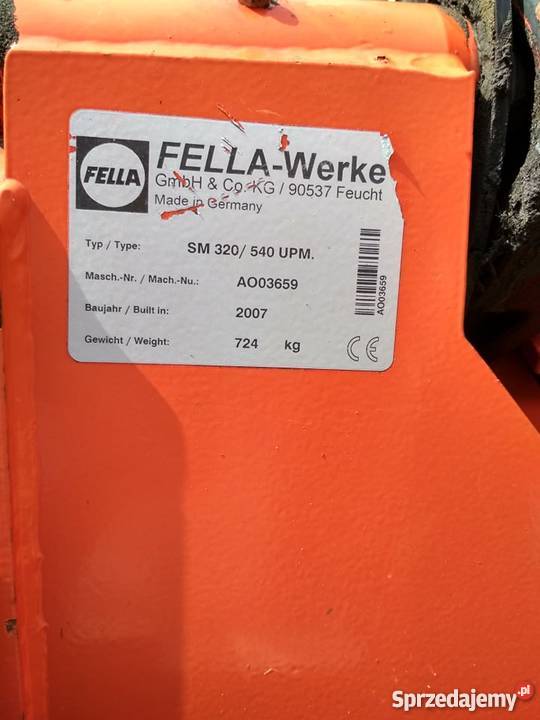 FELLA
FELLA-Werke
GmbH & Co. KG / 90537 Feucht
Made in Germany
Typ / Type: SM 320/ 540 UPM.
Masch.-Nr. / Mach.-Nu.: AO03659
Baujahr / Built in: 2007
Gewicht / Weight: 724 kg
CE
AO03659
Sprzedajemy.pl